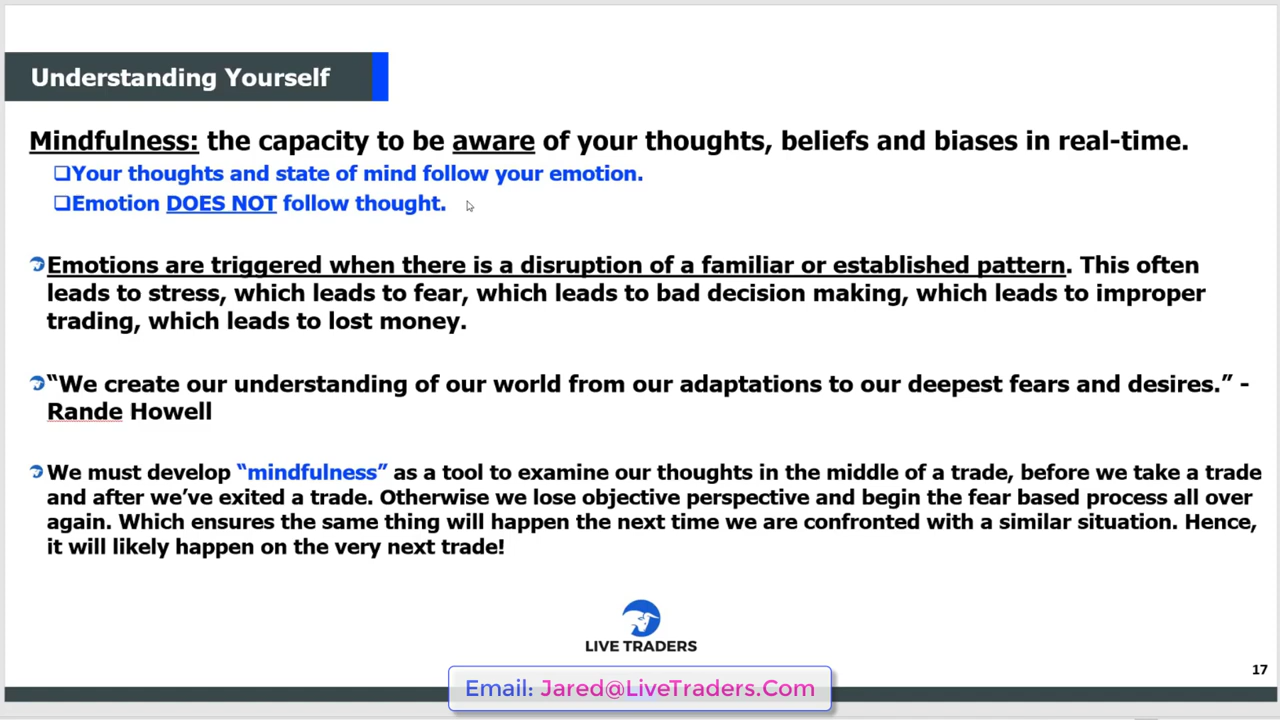 Understanding Yourself
Mindfulness: the capacity to be aware of your thoughts, beliefs and biases in real-time.
❑Your thoughts and state of mind follow your emotion.
❑Emotion DOES NOT follow thought.
Emotions are triggered when there is a disruption of a familiar or established pattern. This often
leads to stress, which leads to fear, which leads to bad decision making, which leads to improper
trading, which leads to lost money.
“We create our understanding of our world from our adaptations to our deepest fears and desires.” -
Rande Howell
We must develop “mindfulness” as a tool to examine our thoughts in the middle of a trade, before we take a trade
and after we’ve exited a trade. Otherwise we lose objective perspective and begin the fear based process all over
again. Which ensures the same thing will happen the next time we are confronted with a similar situation. Hence,
it will likely happen on the very next trade!
LIVE TRADERS
17
Email: Jared@LiveTraders.Com